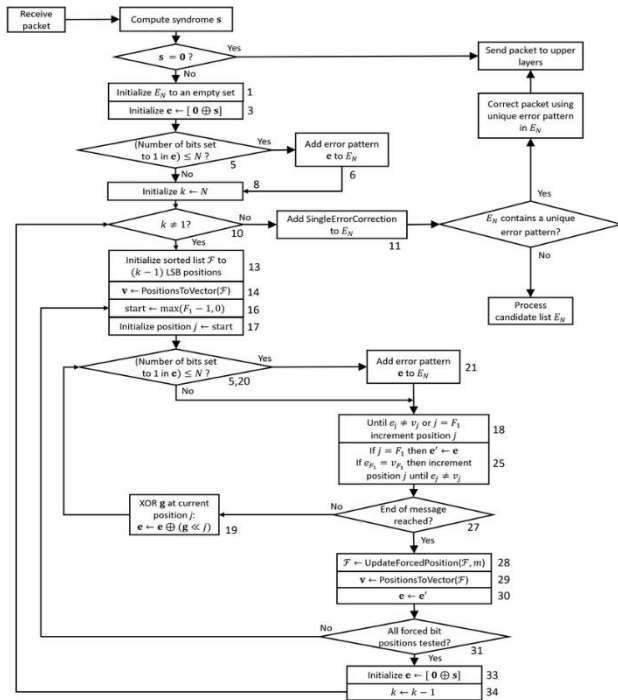 Receive
packet
Compute syndrome s
s = 0 ?
Yes
No
Send packet to upper
layers
Initialize E_N to an empty set
1
Initialize e ← [ 0 ⊕ s]
3
Correct packet using
unique error pattern
in E_N
(Number of bits set
to 1 in e) ≤ N ?
5
Yes
No
Add error pattern
e to E_N
6
Initialize k ← N
8
k ≠ 1?
10
No
Yes
Add SingleErrorCorrection
to E_N
11
E_N contains a unique
error pattern?
Yes
No
Process
candidate list E_N
Initialize sorted list ℱ to
(k − 1) LSB positions
13
v ← PositionsToVector(ℱ)
14
start ← max(F₁ − 1, 0)
16
Initialize position j ← start
17
(Number of bits set
to 1 in e) ≤ N ?
5,20
Yes
No
Add error pattern
e to E_N
21
Until e_j ≠ v_j or j = F₁
increment position j
18
If j = F₁ then e′ ← e
If e_F₁ = v_F₁ then increment
position j until e_j ≠ v_j
25
End of message
reached?
27
No
Yes
XOR g at current
position j:
e ← e ⊕ (g ≪ j)
19
ℱ ← UpdateForcedPosition(ℱ, m)
28
v ← PositionsToVector(ℱ)
29
e ← e′
30
All forced bit
positions tested?
31
No
Yes
Initialize e ← [ 0 ⊕ s]
33
k ← k − 1
34